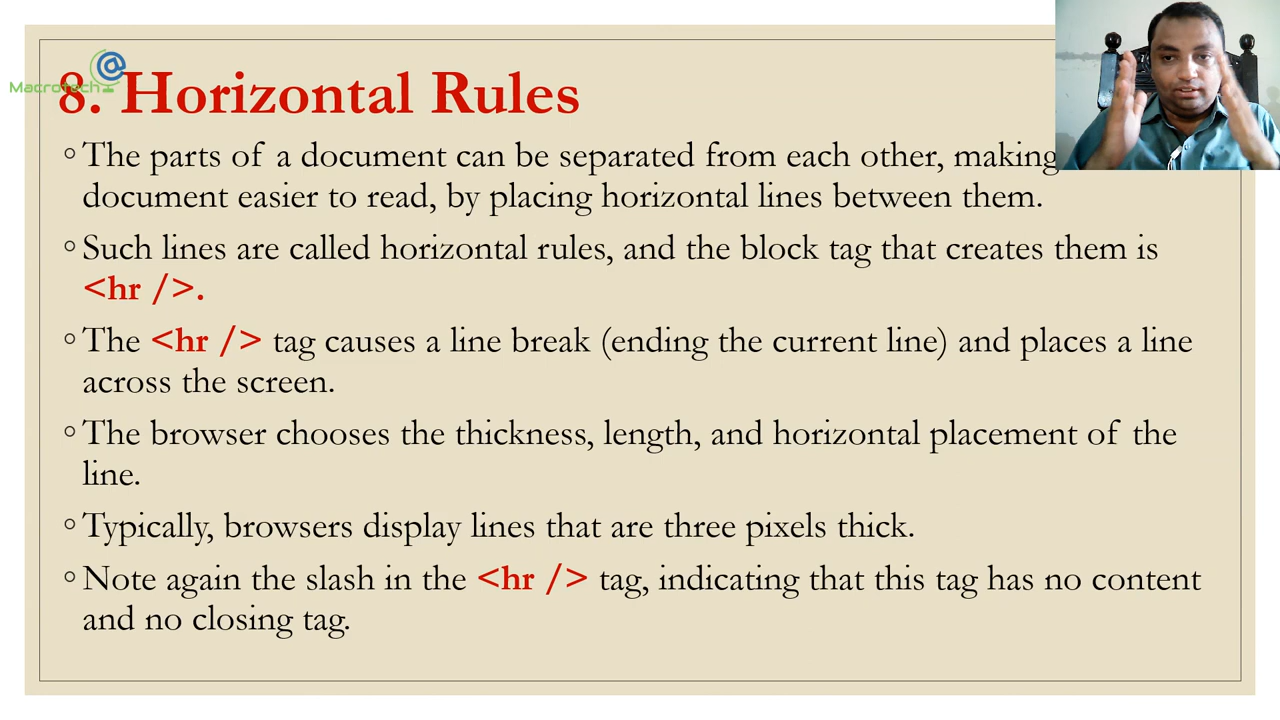 Macrotech
8. Horizontal Rules
The parts of a document can be separated from each other, making
document easier to read, by placing horizontal lines between them.
Such lines are called horizontal rules, and the block tag that creates them is
<hr />.
The <hr /> tag causes a line break (ending the current line) and places a line
across the screen.
The browser chooses the thickness, length, and horizontal placement of the
line.
Typically, browsers display lines that are three pixels thick.
Note again the slash in the <hr /> tag, indicating that this tag has no content
and no closing tag.